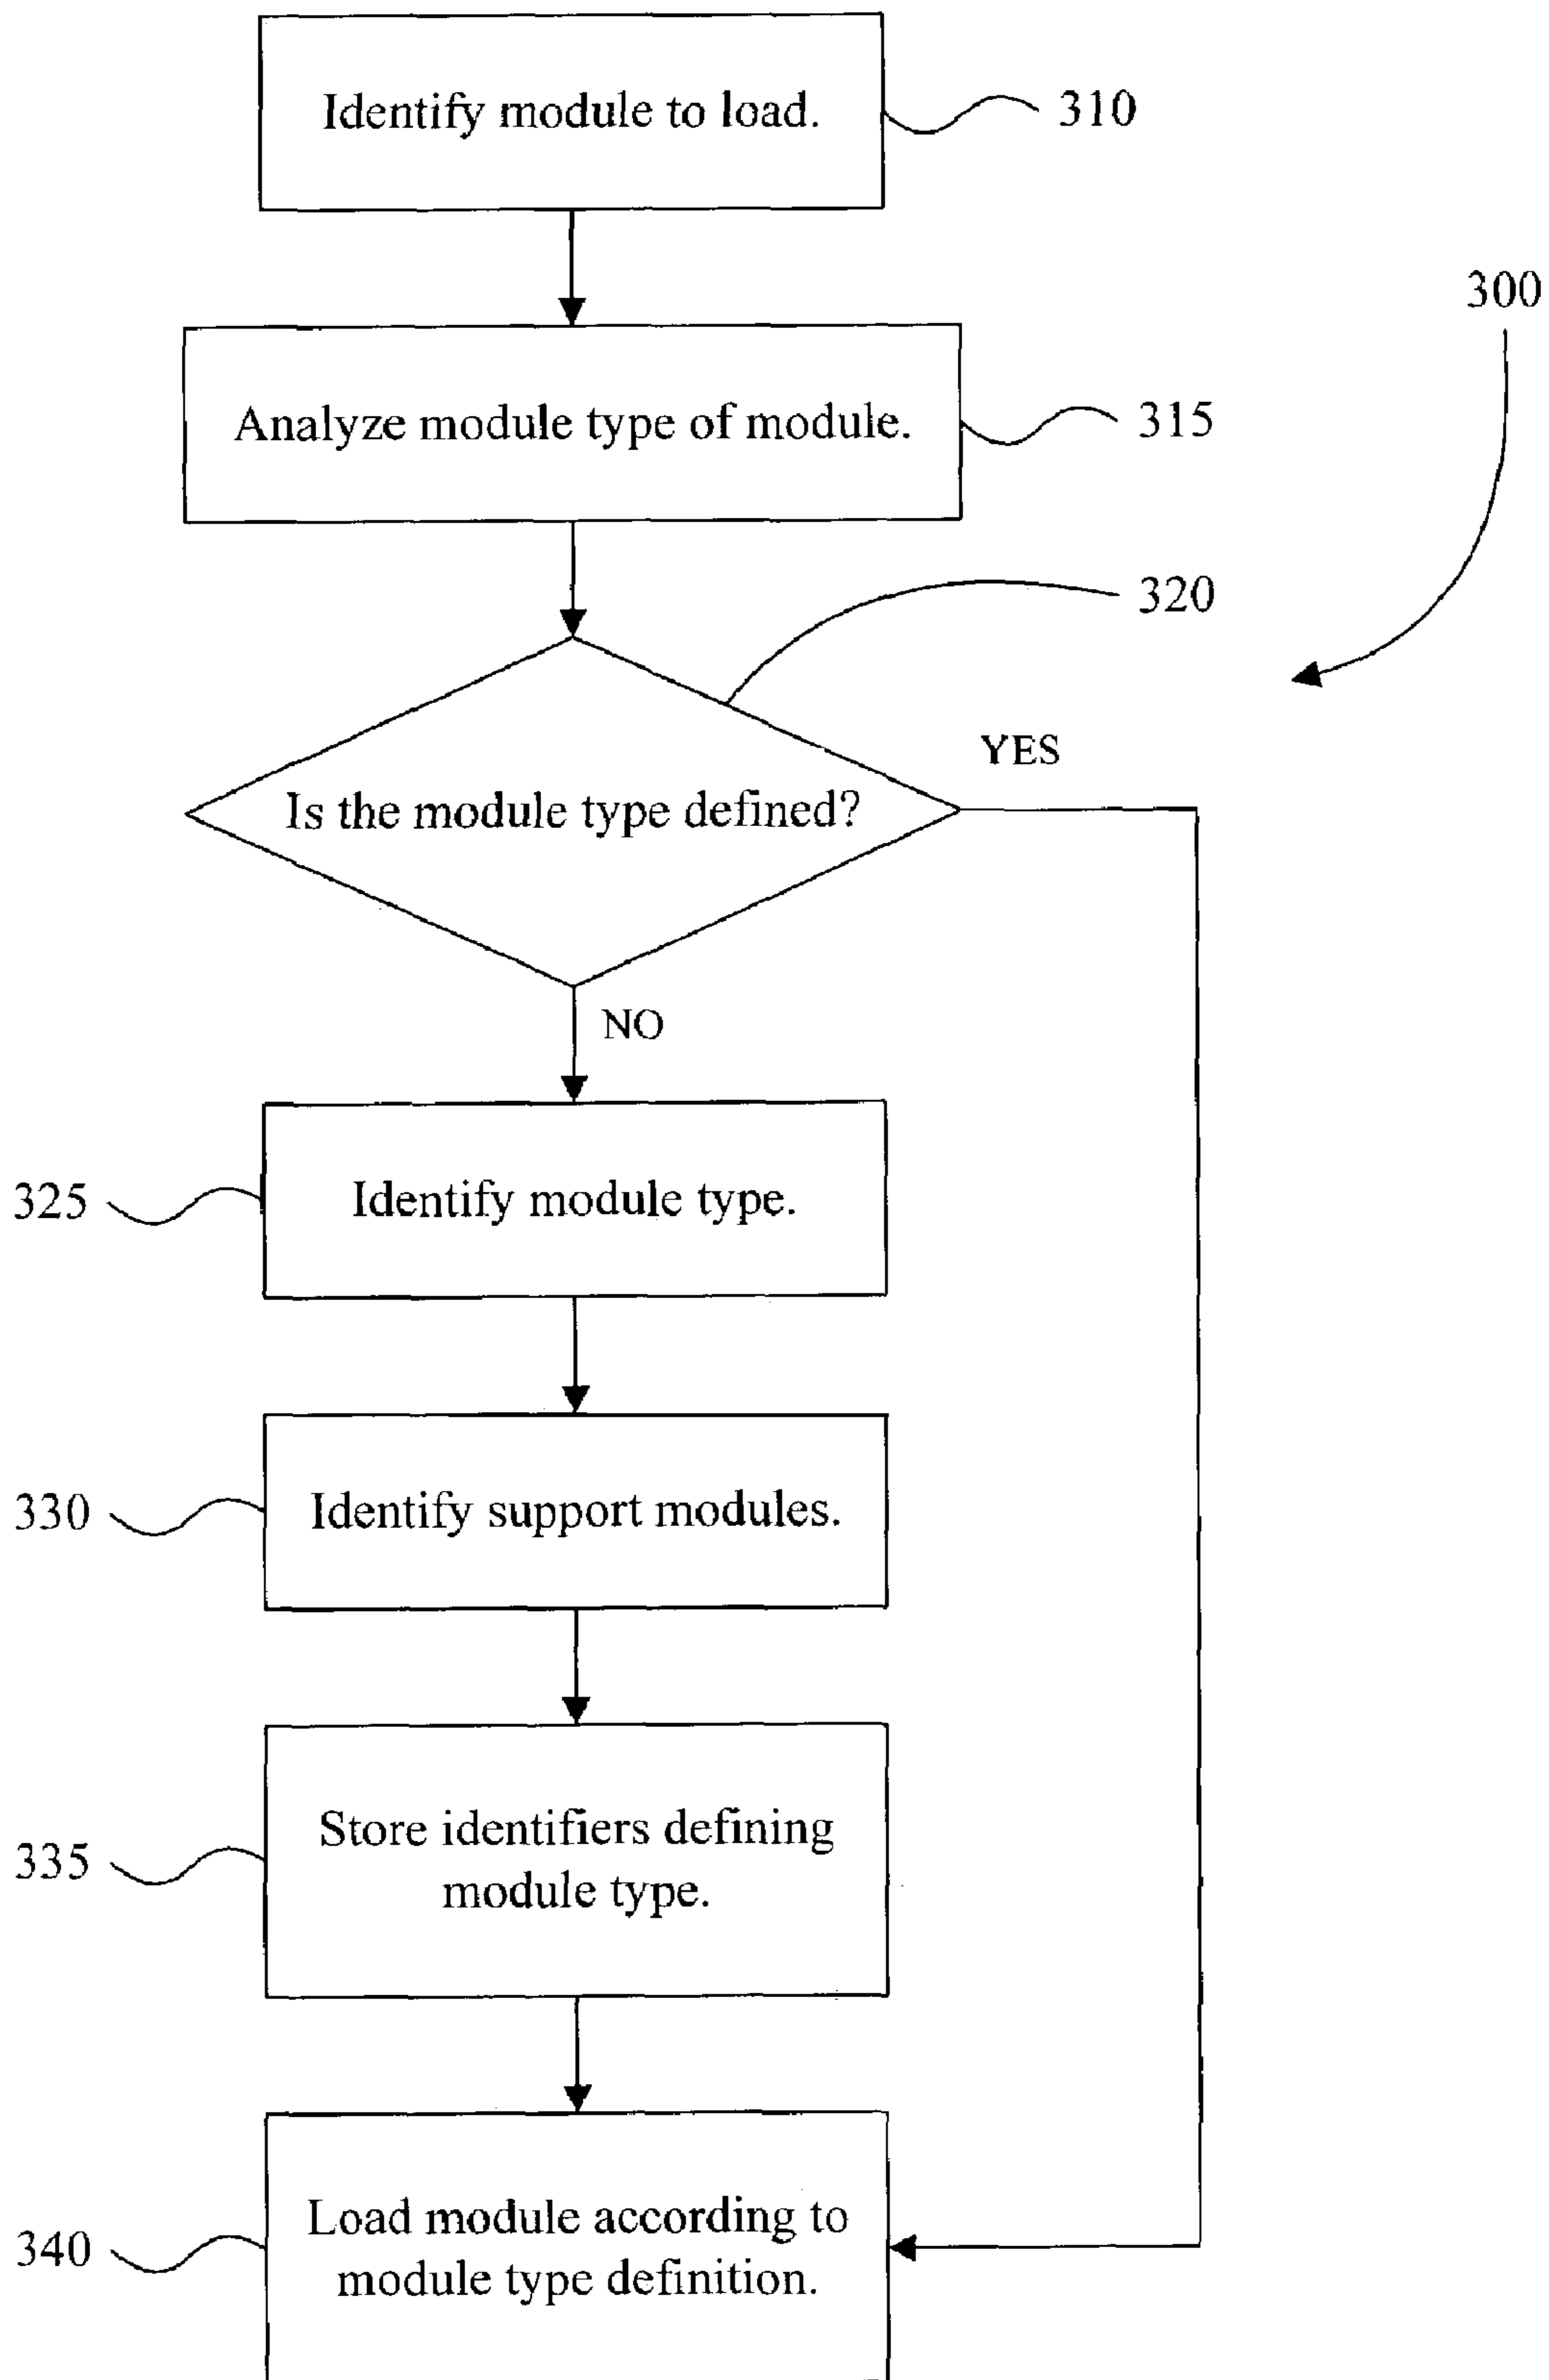 Identify module to load.
310
300
Analyze module type of module.
315
320
YES
Is the module type defined?
NO
325
Identify module type.
330
Identify support modules.
335
Store identifiers defining
module type.
340
Load module according to
module type definition.